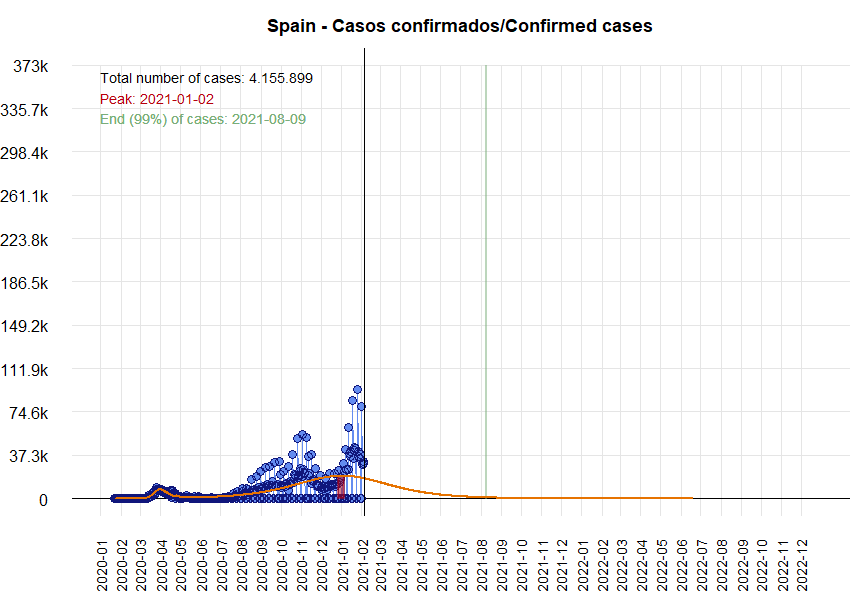 Spain - Casos confirmados/Confirmed cases
373k
335.7k
298.4k
261.1k
223.8k
186.5k
149.2k
111.9k
74.6k
37.3k
0
Total number of cases: 4.155.899
Peak: 2021-01-02
End (99%) of cases: 2021-08-09
2020-01
2020-02
2020-03
2020-04
2020-05
2020-06
2020-07
2020-08
2020-09
2020-10
2020-11
2020-12
2021-01
2021-02
2021-03
2021-04
2021-05
2021-06
2021-07
2021-08
2021-09
2021-10
2021-11
2021-12
2022-01
2022-02
2022-03
2022-04
2022-05
2022-06
2022-07
2022-08
2022-09
2022-10
2022-11
2022-12